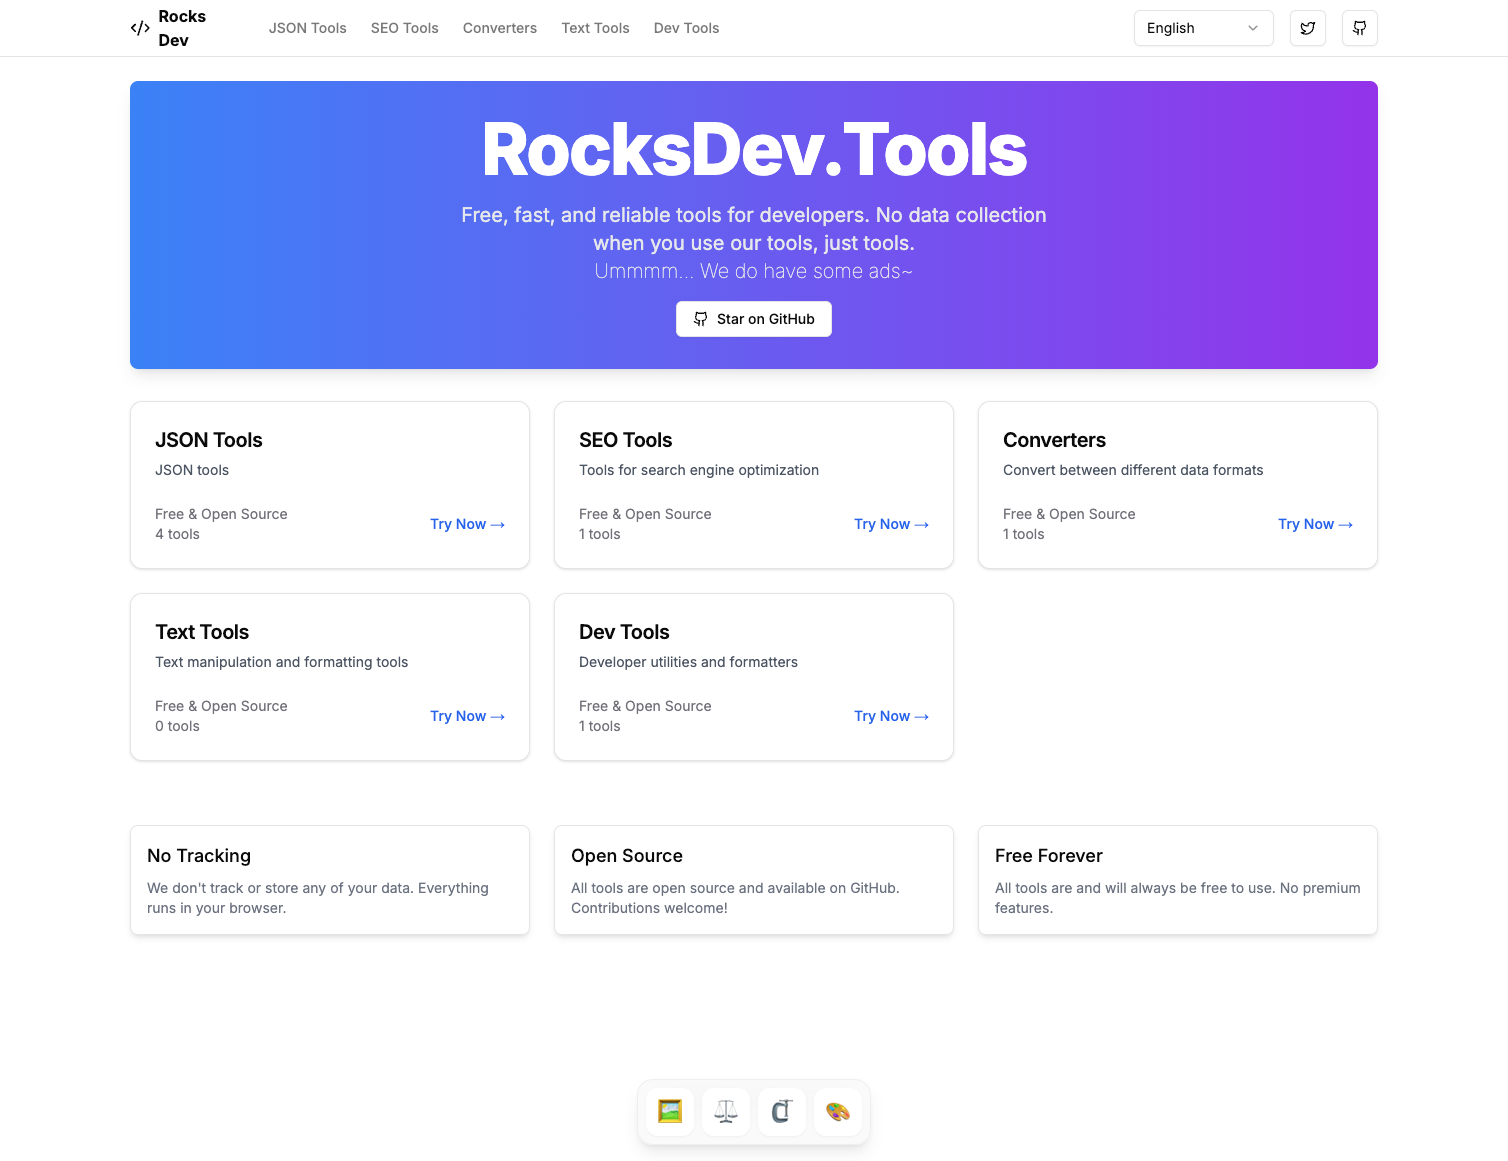 Rocks
Dev
JSON Tools
SEO Tools
Converters
Text Tools
Dev Tools
English
RocksDev.Tools
Free, fast, and reliable tools for developers. No data collection
when you use our tools, just tools.
Ummmm... We do have some ads~
Star on GitHub
JSON Tools
JSON tools
Free & Open Source
4 tools
Try Now →
SEO Tools
Tools for search engine optimization
Free & Open Source
1 tools
Try Now →
Converters
Convert between different data formats
Free & Open Source
1 tools
Try Now →
Text Tools
Text manipulation and formatting tools
Free & Open Source
0 tools
Try Now →
Dev Tools
Developer utilities and formatters
Free & Open Source
1 tools
Try Now →
No Tracking
We don't track or store any of your data. Everything
runs in your browser.
Open Source
All tools are open source and available on GitHub.
Contributions welcome!
Free Forever
All tools are and will always be free to use. No premium
features.